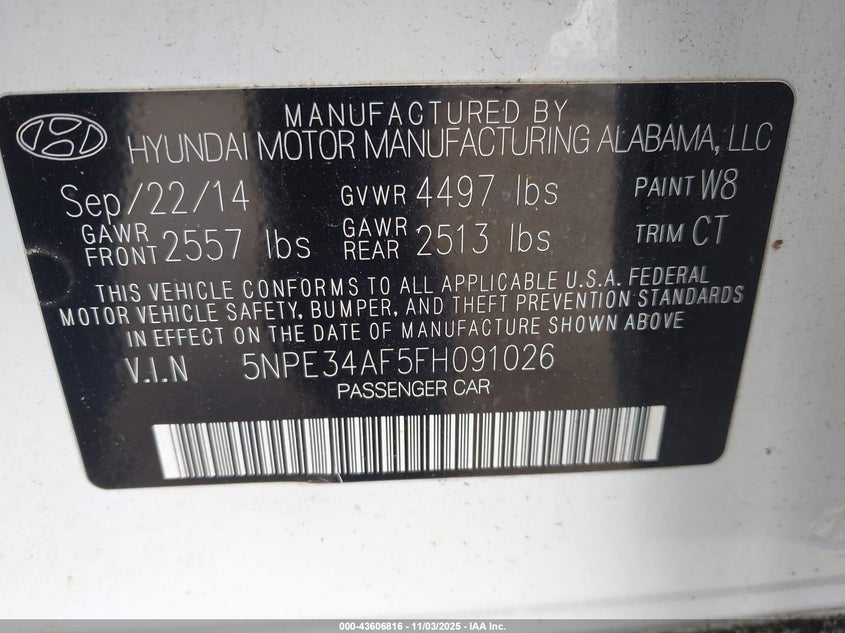 MANUFACTURED BY
HYUNDAI MOTOR MANUFACTURING ALABAMA, LLC
Sep/22/14 GVWR 4497 lbs PAINT W8
GAWR FRONT 2557 lbs GAWR REAR 2513 lbs TRIM CT
THIS VEHICLE CONFORMS TO ALL APPLICABLE U.S.A. FEDERAL
MOTOR VEHICLE SAFETY, BUMPER, AND THEFT PREVENTION STANDARDS
IN EFFECT ON THE DATE OF MANUFACTURE SHOWN ABOVE
V.I.N 5NPE34AF5FH091026
PASSENGER CAR
000-43606816 - 11/03/2025 - IAA Inc.